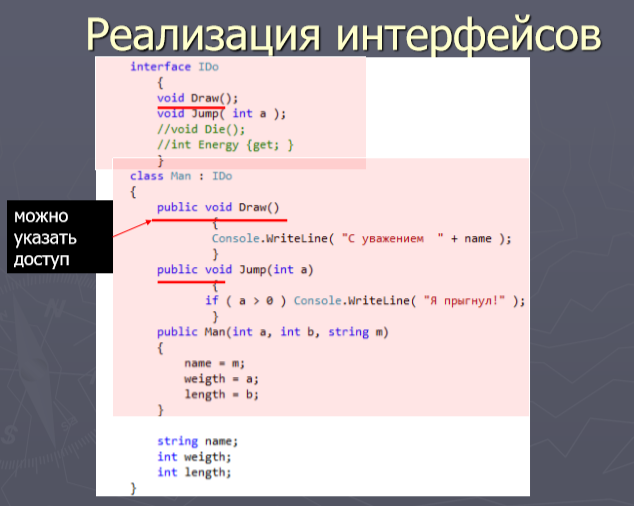 Реализация интерфейсов
interface IDo
{
void Draw();
void Jump( int a );
//void Die();
//int Energy {get; }
}
class Man : IDo
{
public void Draw()
{
Console.WriteLine( "С уважением  " + name );
}
public void Jump(int a)
{
if ( a > 0 ) Console.WriteLine( "Я прыгнул!" );
}
public Man(int a, int b, string m)
{
name = m;
weigth = a;
length = b;
}
string name;
int weigth;
int length;
}
можно
указать
доступ